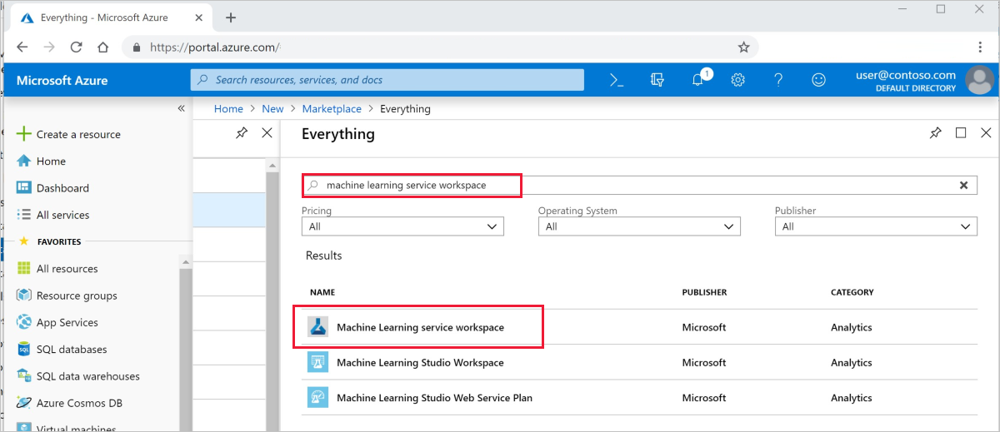 Everything - Microsoft Azure
https://portal.azure.com/
Microsoft Azure
Search resources, services, and docs
1
user@contoso.com
DEFAULT DIRECTORY
Home > New > Marketplace > Everything
Create a resource
Home
Dashboard
All services
FAVORITES
All resources
Resource groups
App Services
SQL databases
SQL data warehouses
Azure Cosmos DB
Virtual machines
Everything
machine learning service workspace
Pricing
All
Operating System
All
Publisher
All
Results
NAME PUBLISHER CATEGORY
Machine Learning service workspace Microsoft Analytics
Machine Learning Studio Workspace Microsoft Analytics
Machine Learning Studio Web Service Plan Microsoft Analytics